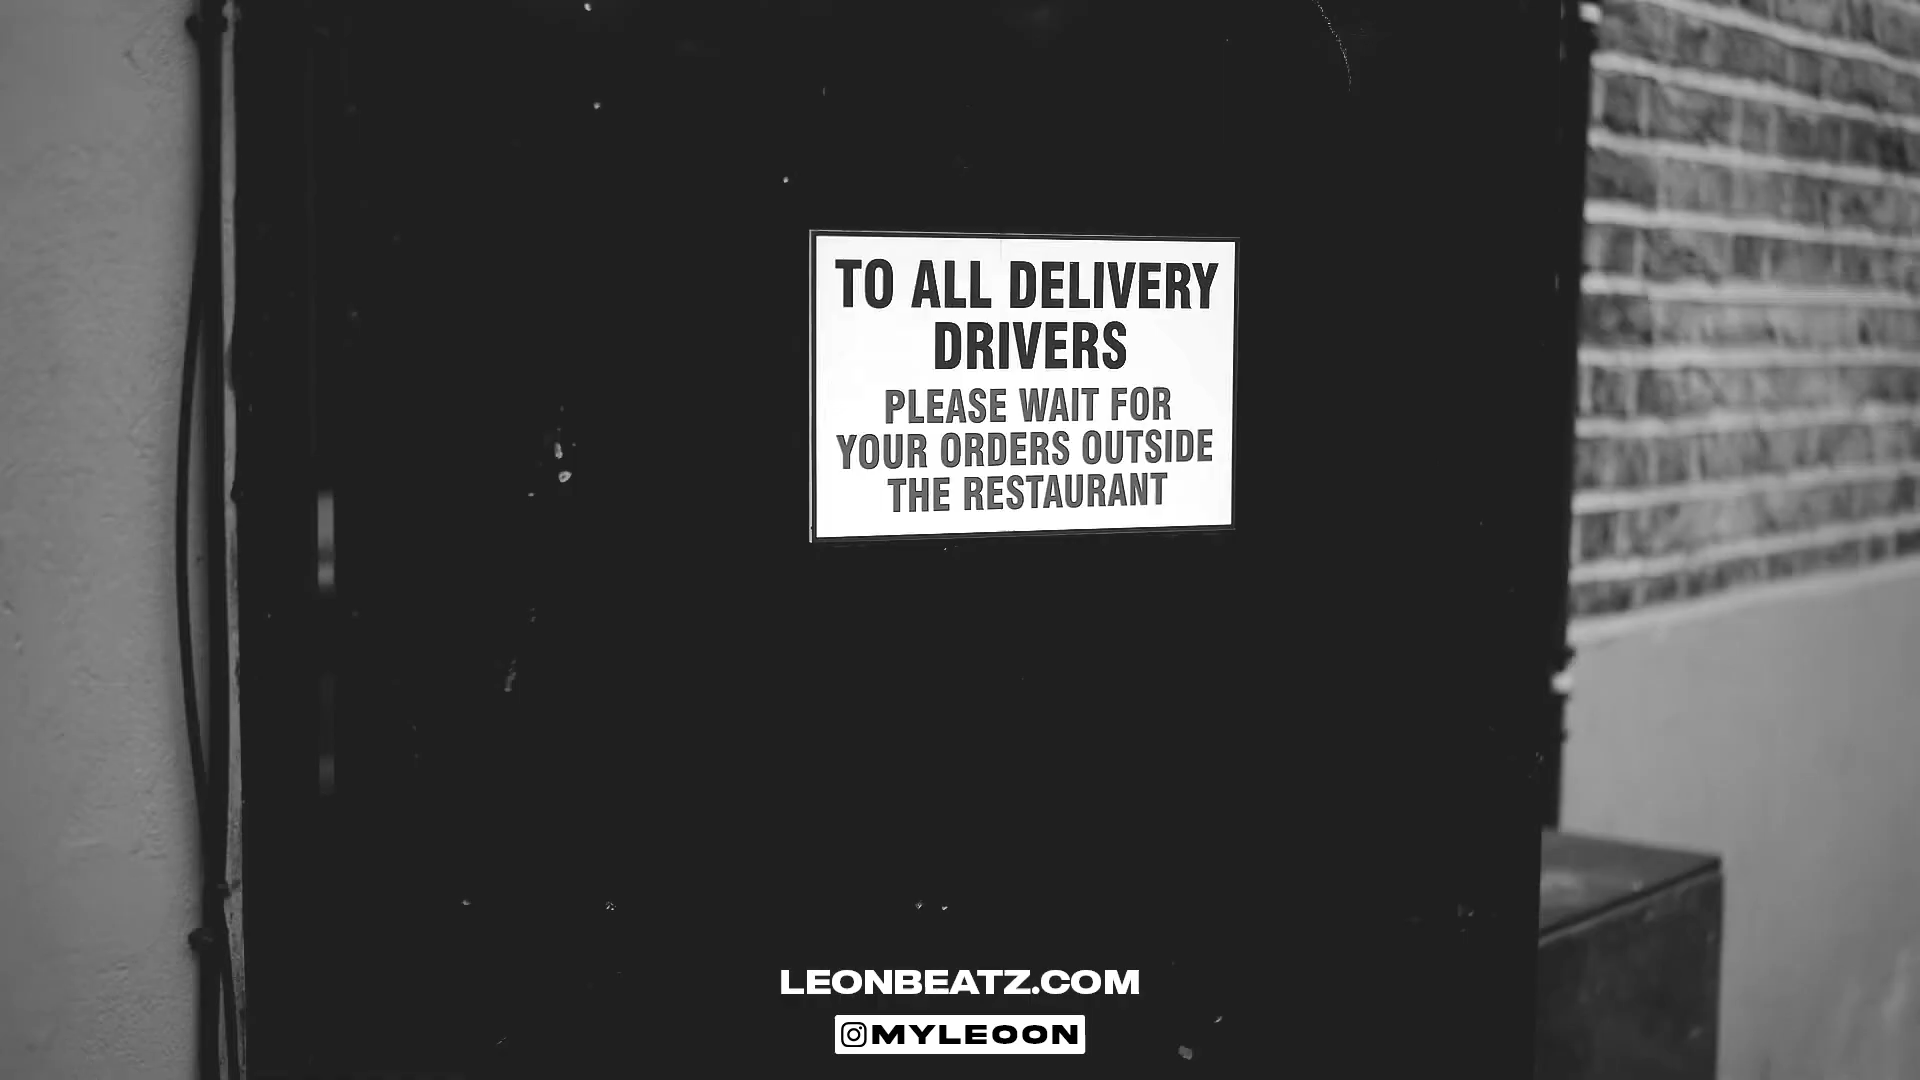 TO ALL DELIVERY
DRIVERS
PLEASE WAIT FOR
YOUR ORDERS OUTSIDE
THE RESTAURANT
LEONBEATZ.COM
@MYLEOON